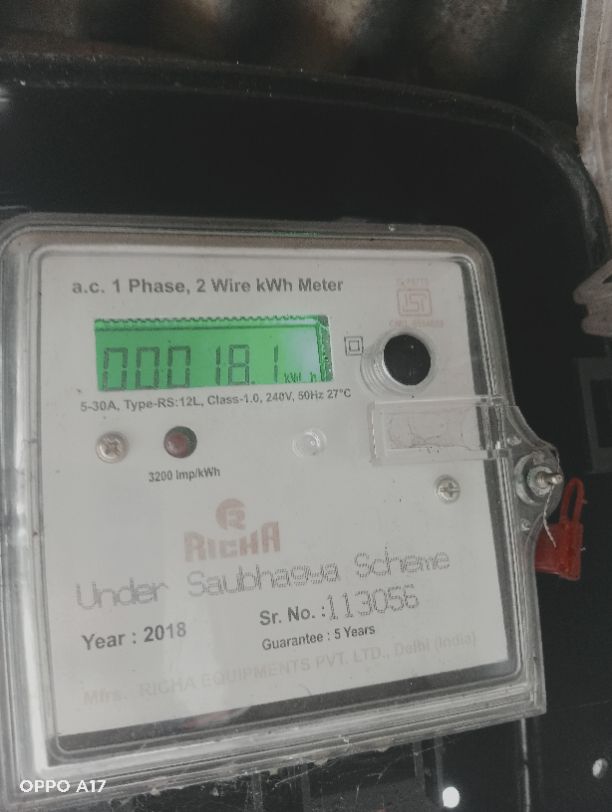 a.c. 1 Phase, 2 Wire kWh Meter
ISI
000018.1 kWh
5-30A, Type-RS:12L, Class-1.0, 240V, 50Hz 27°C
3200 imp/kWh
R
RICHA
Under Saubhagya Scheme
Year : 2018
Sr. No. :113056
Guarantee : 5 Years
Mfrs. RICHA EQUIPMENTS PVT. LTD., Delhi (India)
OPPO A17